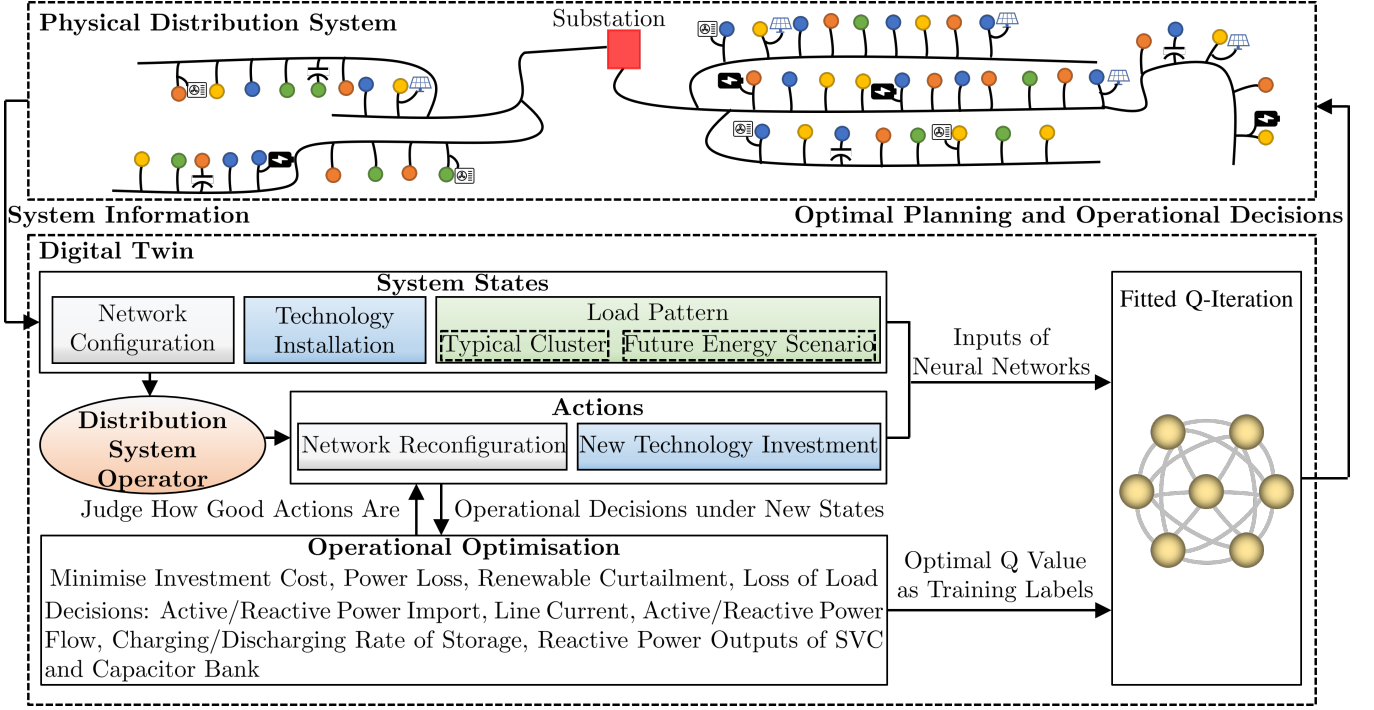 Physical Distribution System
Substation
System Information
Optimal Planning and Operational Decisions
Digital Twin
System States
Network
Configuration
Technology
Installation
Load Pattern
Typical Cluster
Future Energy Scenario
Fitted Q-Iteration
Inputs of
Neural Networks
Distribution
System
Operator
Actions
Network Reconfiguration
New Technology Investment
Judge How Good Actions Are
Operational Decisions under New States
Operational Optimisation
Minimise Investment Cost, Power Loss, Renewable Curtailment, Loss of Load
Decisions: Active/Reactive Power Import, Line Current, Active/Reactive Power
Flow, Charging/Discharging Rate of Storage, Reactive Power Outputs of SVC
and Capacitor Bank
Optimal Q Value
as Training Labels